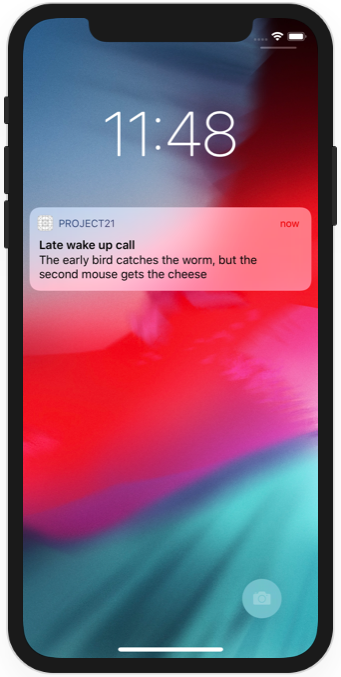 11:48
PROJECT21
now
Late wake up call
The early bird catches the worm, but the
second mouse gets the cheese